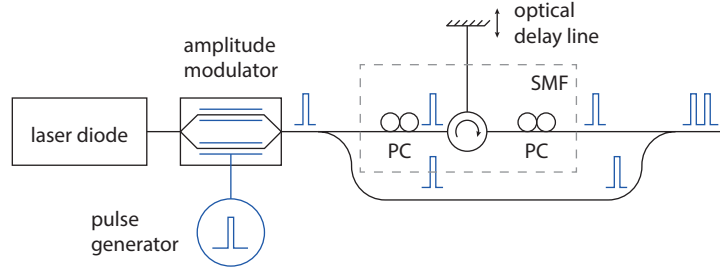 optical
delay line
amplitude
modulator
SMF
laser diode
PC
PC
pulse
generator